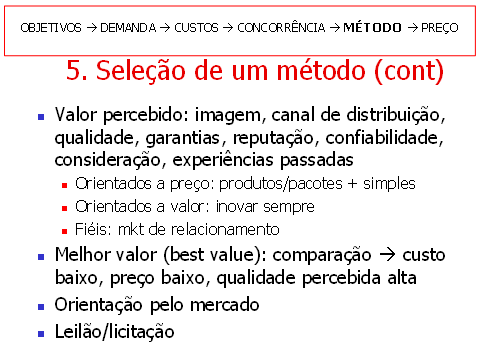 OBJETIVOS → DEMANDA → CUSTOS → CONCORRÊNCIA → MÉTODO → PREÇO
5. Seleção de um método (cont)
Valor percebido: imagem, canal de distribuição,
qualidade, garantias, reputação, confiabilidade,
consideração, experiências passadas
Orientados a preço: produtos/pacotes + simples
Orientados a valor: inovar sempre
Fiéis: mkt de relacionamento
Melhor valor (best value): comparação → custo
baixo, preço baixo, qualidade percebida alta
Orientação pelo mercado
Leilão/licitação